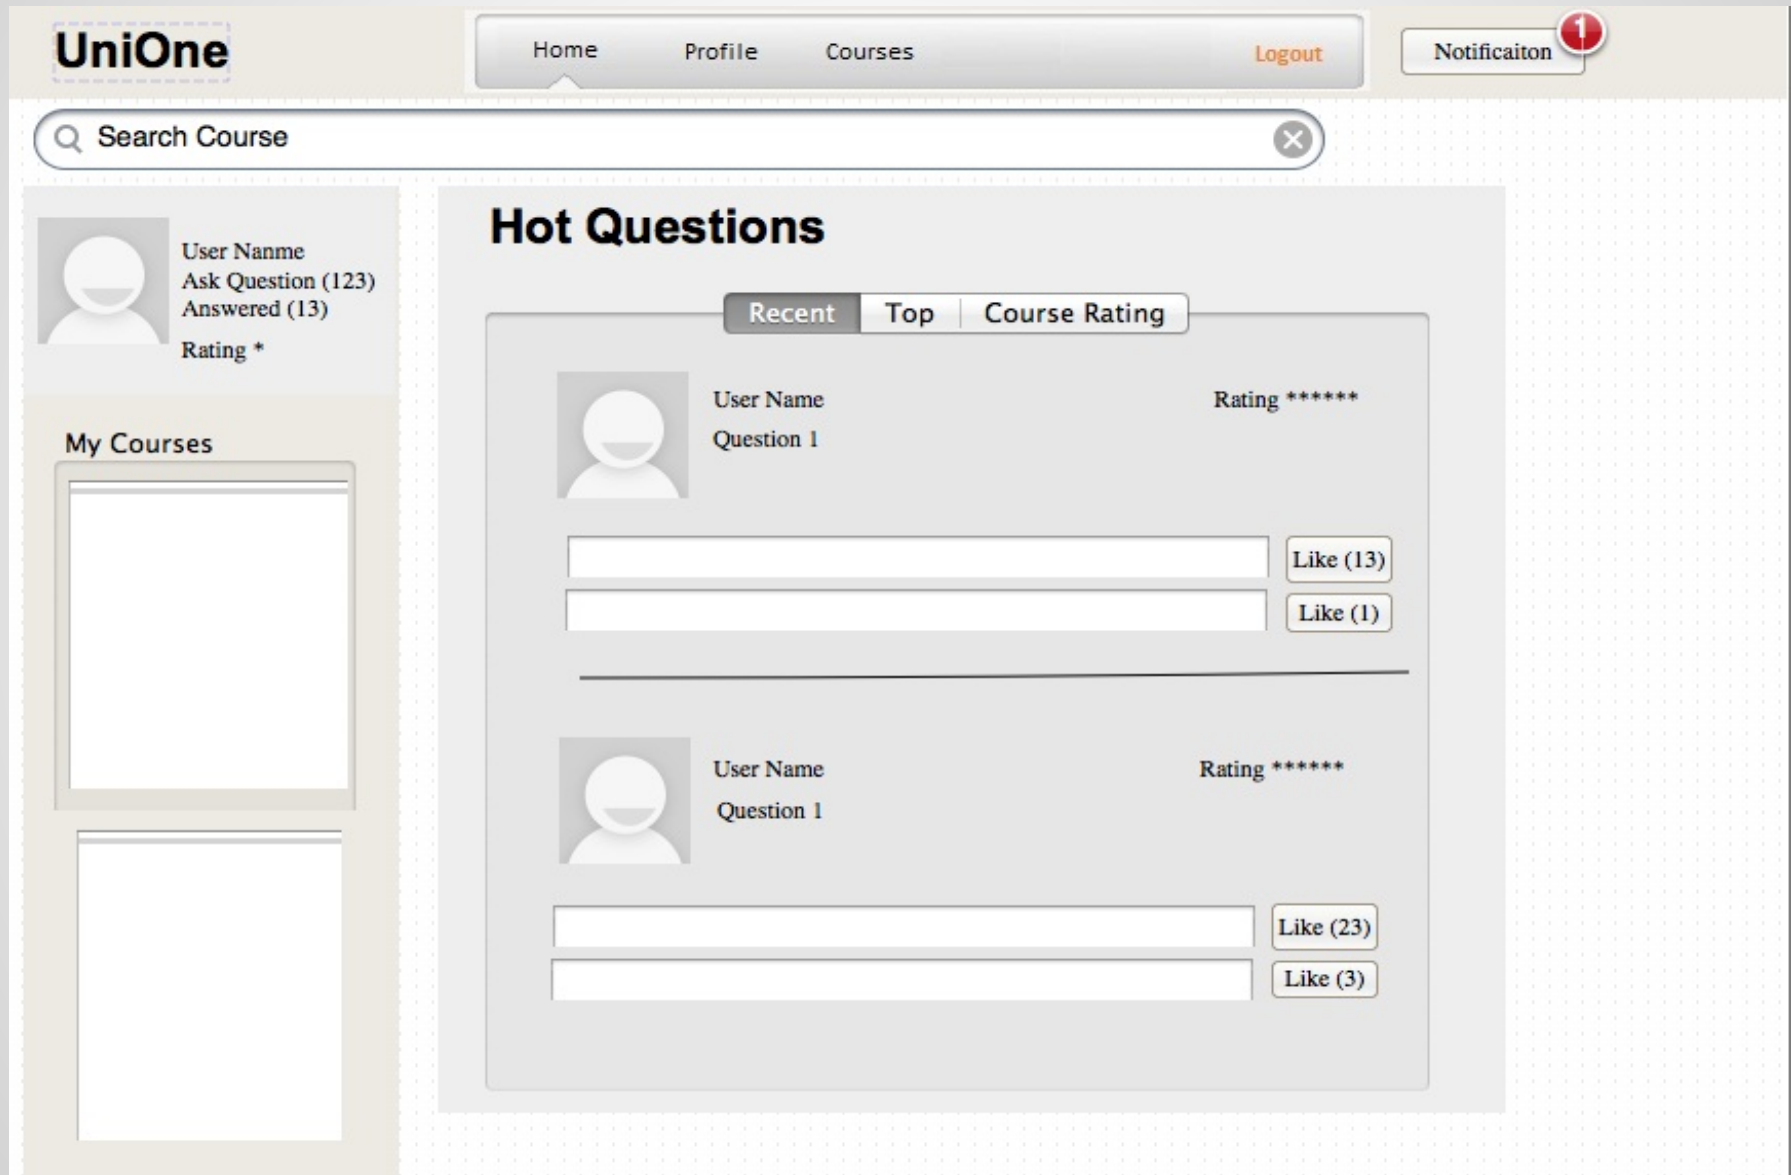 UniOne
Home Profile Courses Logout
Notificaiton
1
Search Course
User Nanme
Ask Question (123)
Answered (13)
Rating *
My Courses
Hot Questions
Recent Top Course Rating
User Name Rating ******
Question 1
Like (13)
Like (1)
User Name Rating ******
Question 1
Like (23)
Like (3)